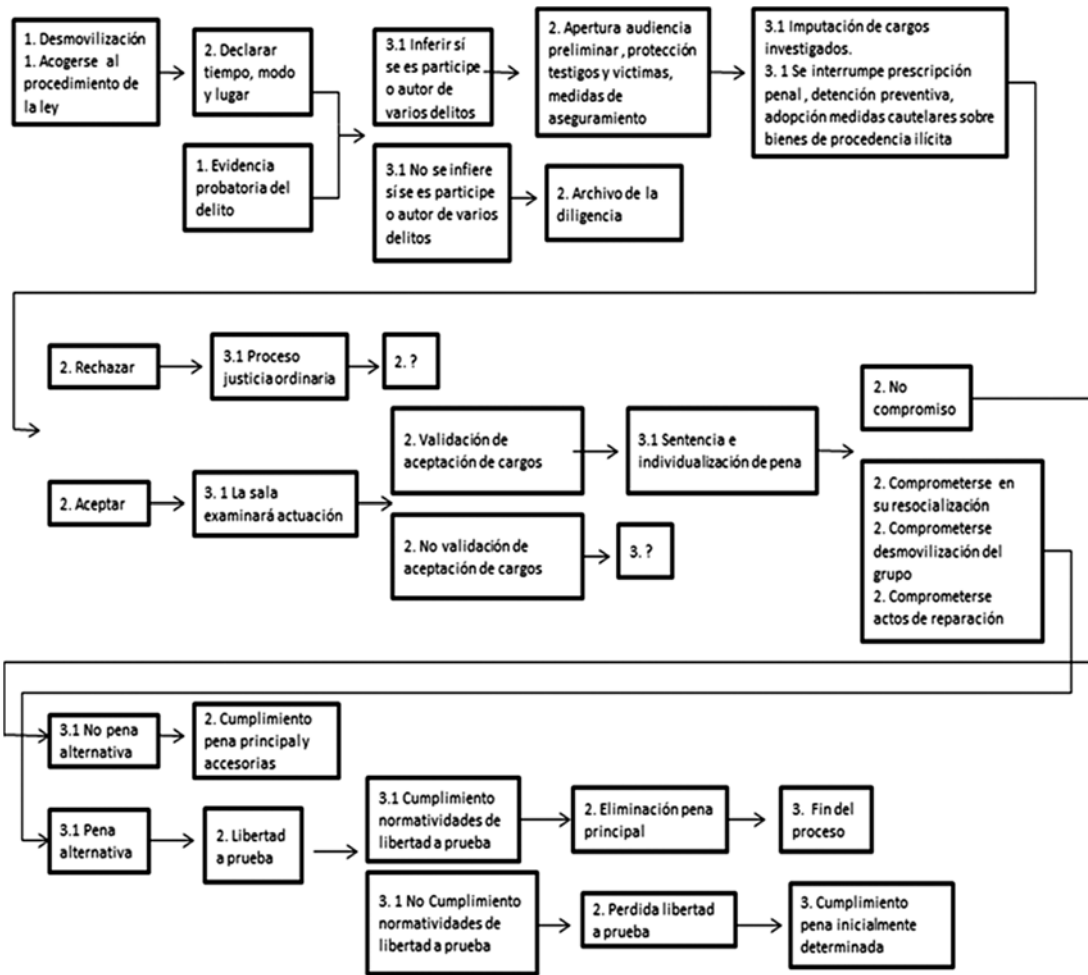 1. Desmovilización
1. Acogerse al
procedimiento de
la ley
2. Declarar
tiempo, modo
y lugar
1. Evidencia
probatoria del
delito
3.1 Inferir sí
se es participe
o autor de
varios delitos
3.1 No se infiere
sí se es participe
o autor de varios
delitos
2. Apertura audiencia
preliminar, protección
testigos y victimas,
medidas de
aseguramiento
2. Archivo de la
diligencia
3.1 Imputación de cargos
investigados.
3. 1 Se interrumpe prescripción
penal, detención preventiva,
adopción medidas cautelares sobre
bienes de procedencia ilícita
2. Rechazar
3.1 Proceso
justicia ordinaria
2. ?
2. Aceptar
3. 1 La sala
examinará actuación
2. Validación de
aceptación de cargos
2. No validación de
aceptación de cargos
3.1 Sentencia e
individualización de pena
3. ?
2. No
compromiso
2. Comprometerse en
su resocialización
2. Comprometerse
desmovilización del
grupo
2. Comprometerse
actos de reparación
3.1 No pena
alternativa
2. Cumplimiento
pena principal y
accesorias
3.1 Pena
alternativa
2. Libertad
a prueba
3.1 Cumplimiento
normatividades de
libertad a prueba
2. Eliminación pena
principal
3. Fin del
proceso
3. 1 No Cumplimiento
normatividades de
libertad a prueba
2. Perdida libertad
a prueba
3. Cumplimiento
pena inicialmente
determinada